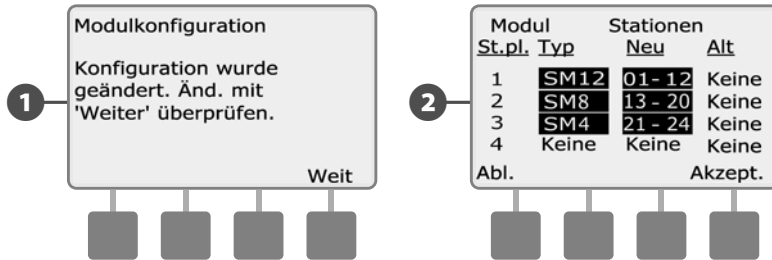 1
Modulkonfiguration
Konfiguration wurde
geändert. Änd. mit
'Weiter' überprüfen.
Weit
2
Modul Stationen
St.pl. Typ Neu Alt
1 SM12 01- 12 Keine
2 SM8 13 - 20 Keine
3 SM4 21 - 24 Keine
4 Keine Keine Keine
Abl. Akzept.